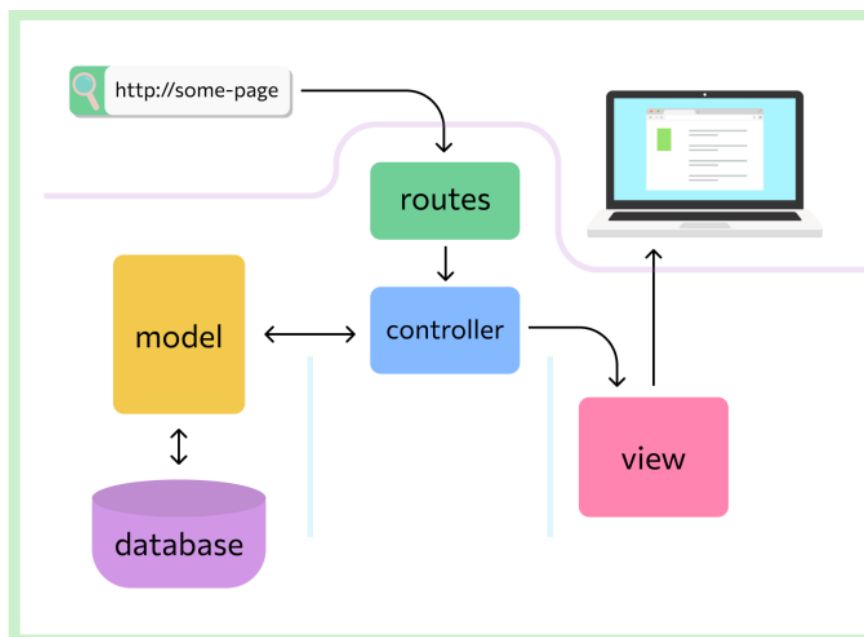 http://some-page
routes
controller
model
view
database